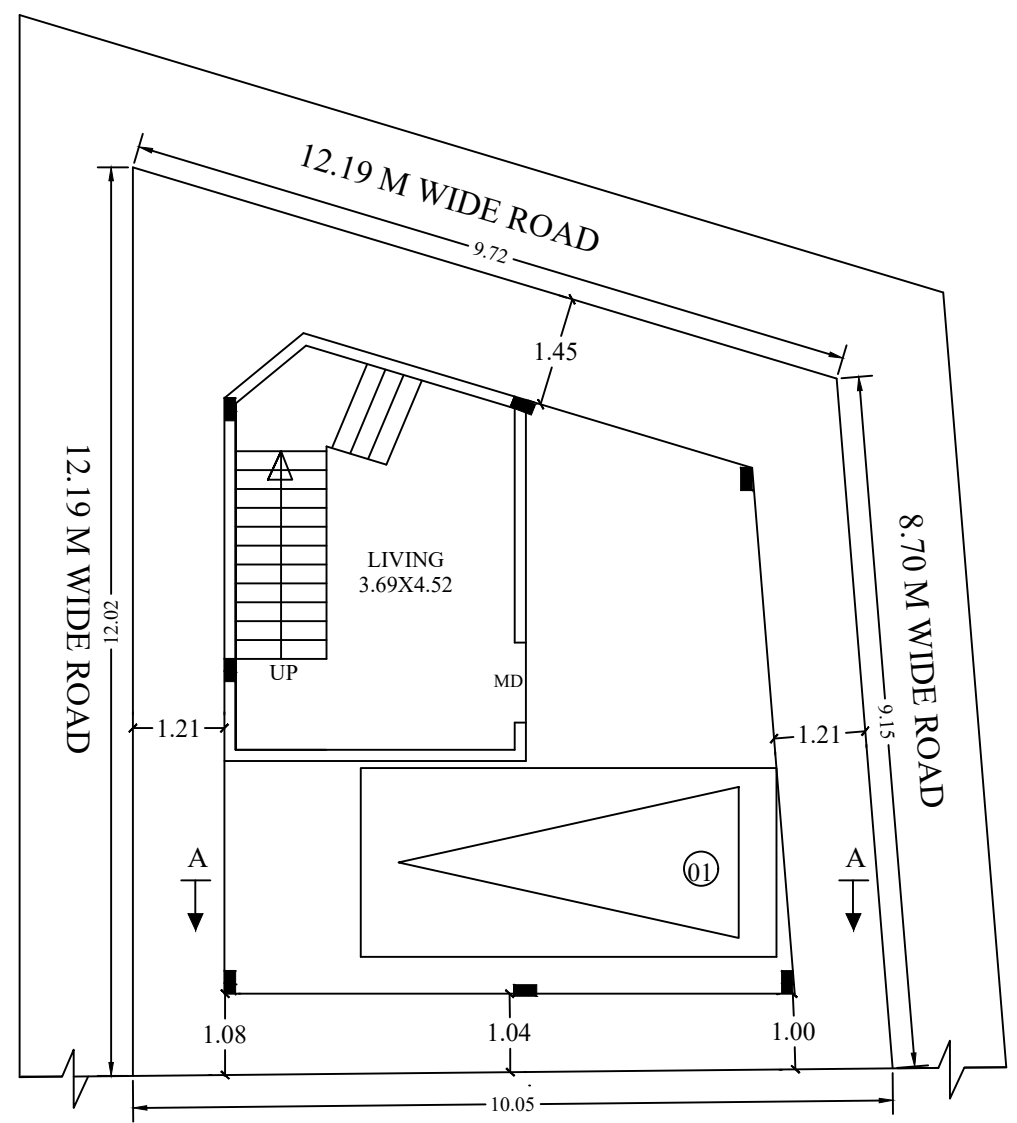 12.19 M WIDE ROAD
9.72
1.45
12.19 M WIDE ROAD
12.02
8.70 M WIDE ROAD
9.15
LIVING
3.69X4.52
UP
MD
1.21
1.21
A
01
A
1.08
1.04
1.00
10.05